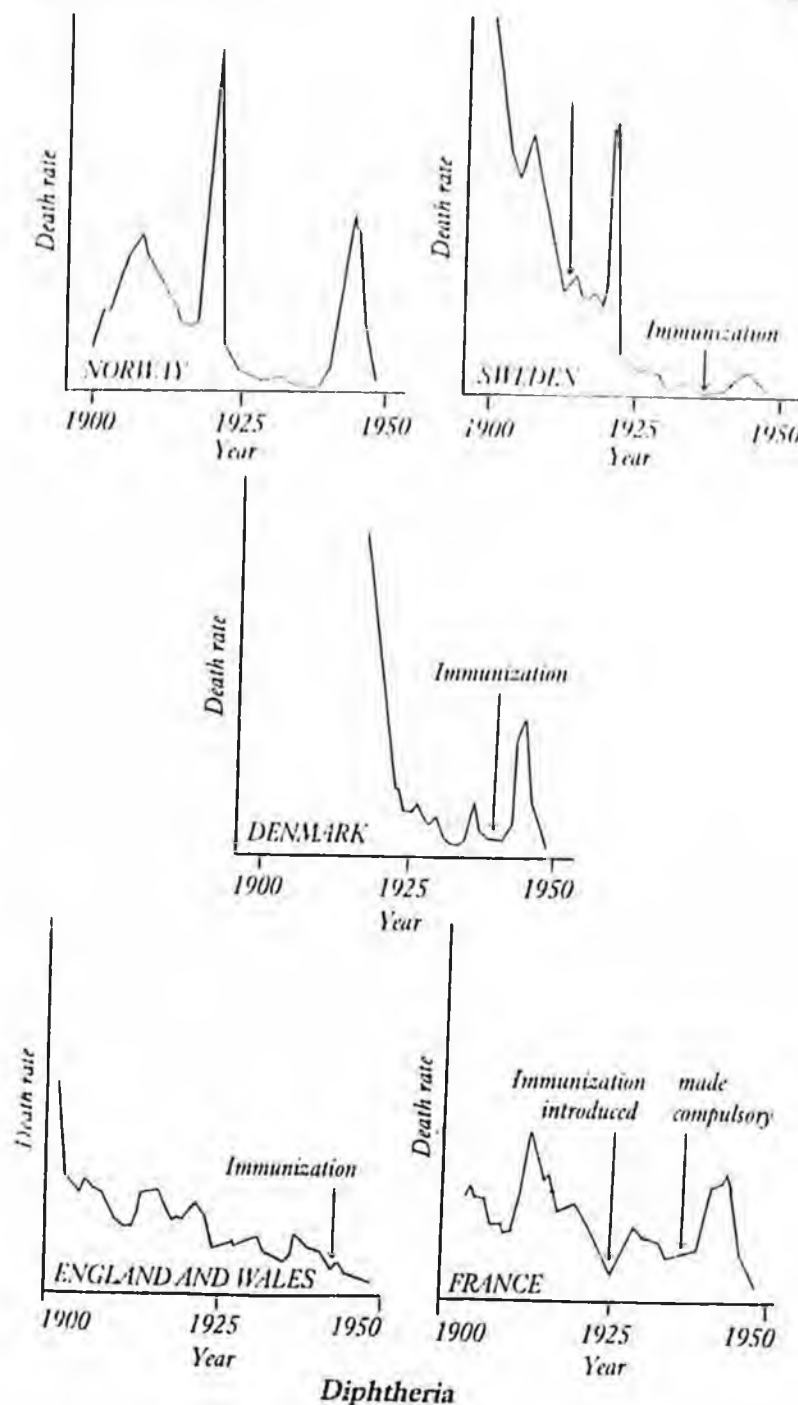 Death rate
NORWAY
1900 1925 1950
Year
Death rate
Immunization
SWEDEN
1900 1925 1950
Year
Death rate
Immunization
DENMARK
1900 1925 1950
Year
Death rate
Immunization
ENGLAND AND WALES
1900 1925 1950
Year
Death rate
Immunization made
introduced compulsory
FRANCE
1900 1925 1950
Year
Diphtheria